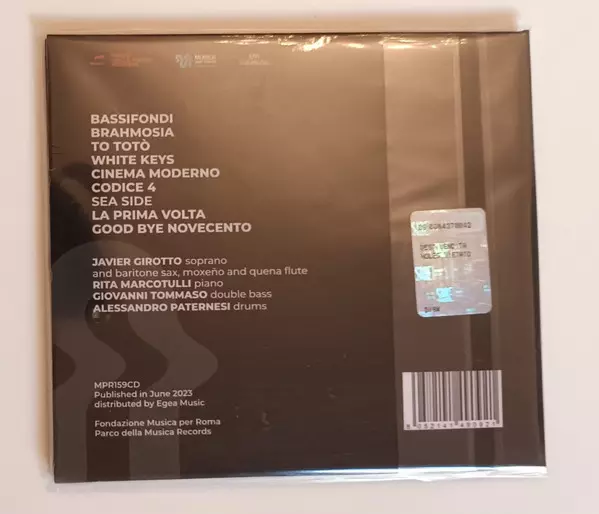 BASSIFONDI
BRAHMOSIA
TO TOTÒ
WHITE KEYS
CINEMA MODERNO
CODICE 4
SEA SIDE
LA PRIMA VOLTA
GOOD BYE NOVECENTO
JAVIER GIROTTO soprano
and baritone sax, moxeño and quena flute
RITA MARCOTULLI piano
GIOVANNI TOMMASO double bass
ALESSANDRO PATERNESI drums
MPR159CD
Published in June 2023
distributed by Egea Music
Fondazione Musica per Roma
Parco della Musica Records